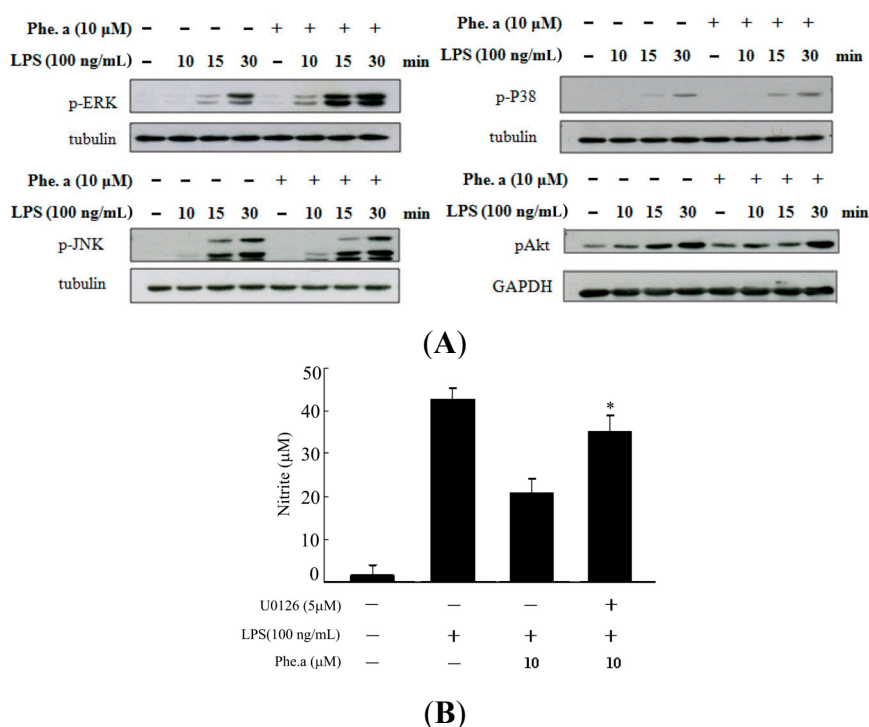 Phe. a (10 μM) – – – – + + + +
LPS (100 ng/mL) – 10 15 30 – 10 15 30 min
p-ERK
tubulin
Phe. a (10 μM) – – – – + + + +
LPS (100 ng/mL) – 10 15 30 – 10 15 30 min
p-P38
tubulin
Phe. a (10 μM) – – – – + + + +
LPS (100 ng/mL) – 10 15 30 – 10 15 30 min
p-JNK
tubulin
Phe. a (10 μM) – – – – + + + +
LPS (100 ng/mL) – 10 15 30 – 10 15 30 min
pAkt
GAPDH
(A)
50
40
30
20
10
0
Nitrite (μM)
*
U0126 (5μM) — — — +
LPS(100 ng/mL) — + + +
Phe.a (μM) — — 10 10
(B)